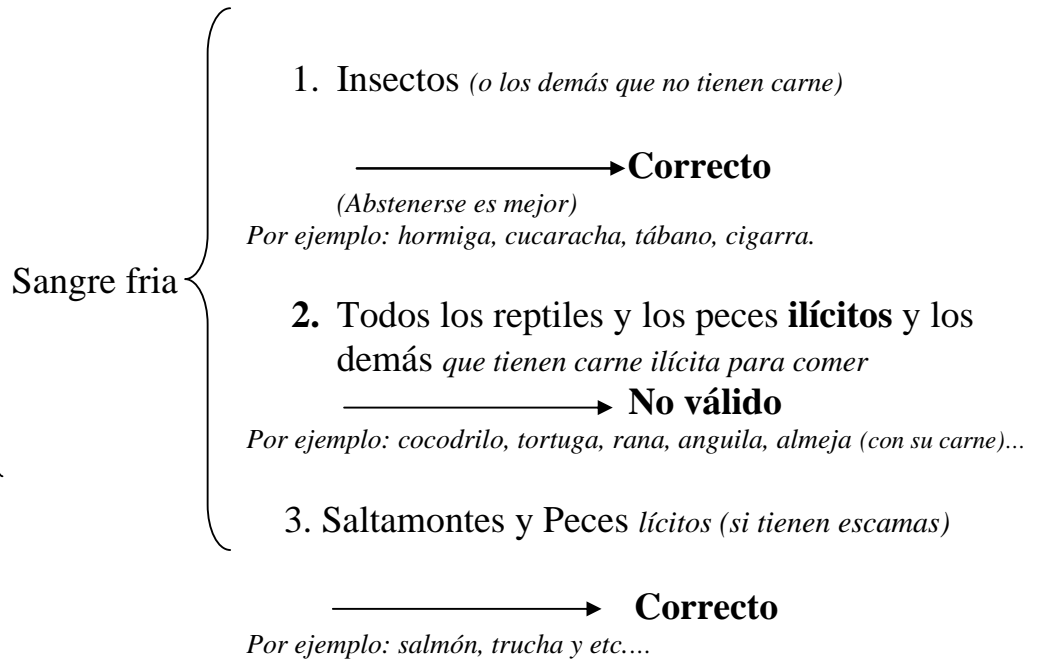 1. Insectos (o los demás que no tienen carne)
Correcto
(Abstenerse es mejor)
Por ejemplo: hormiga, cucaracha, tábano, cigarra.
Sangre fria
2. Todos los reptiles y los peces ilícitos y los
demás que tienen carne ilícita para comer
No válido
Por ejemplo: cocodrilo, tortuga, rana, anguila, almeja (con su carne)...
3. Saltamontes y Peces lícitos (si tienen escamas)
Correcto
Por ejemplo: salmón, trucha y etc....